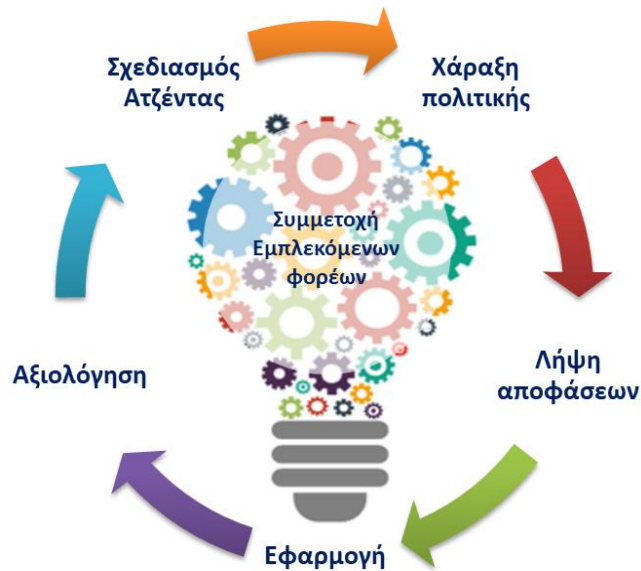 Σχεδιασμός
Ατζέντας
Χάραξη
πολιτικής
Συμμετοχή
Εμπλεκόμενων
φορέων
Λήψη
αποφάσεων
Εφαρμογή
Αξιολόγηση